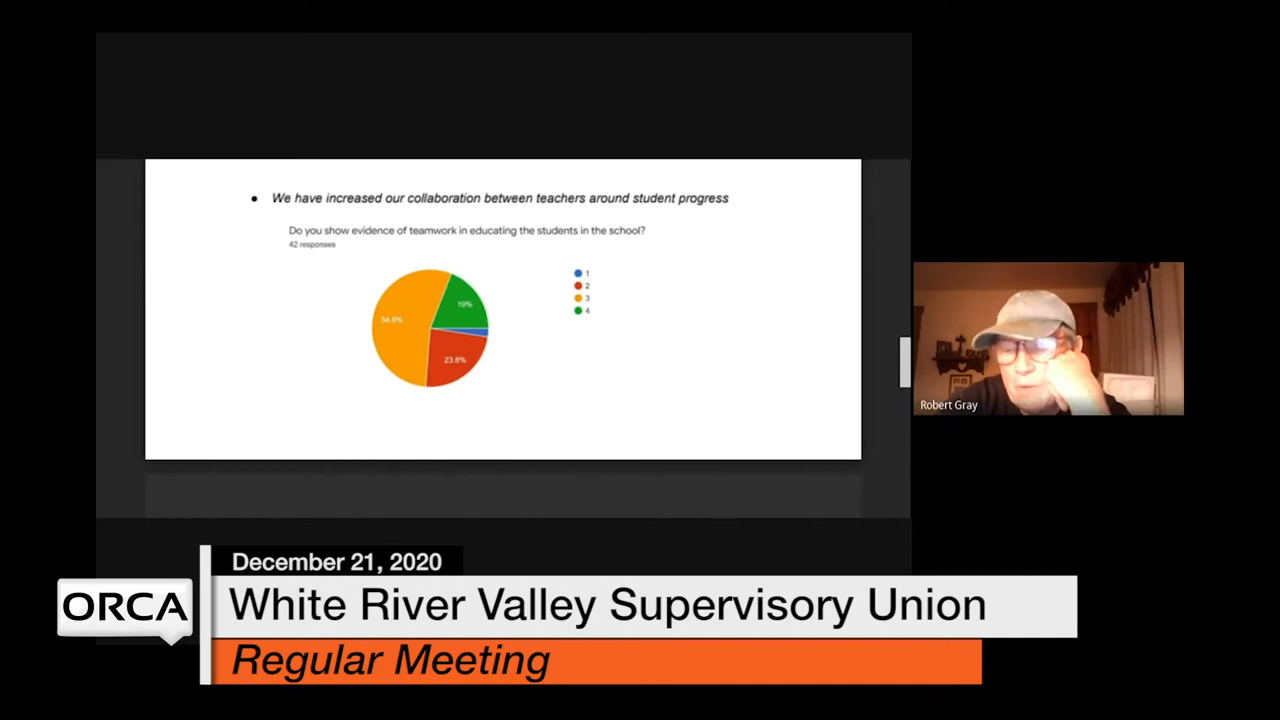 • We have increased our collaboration between teachers around student progress
Do you show evidence of teamwork in educating the students in the school?
42 responses
1
2
3
4
19%
54.8%
23.8%
Robert Gray
December 21, 2020
ORCA
White River Valley Supervisory Union
Regular Meeting